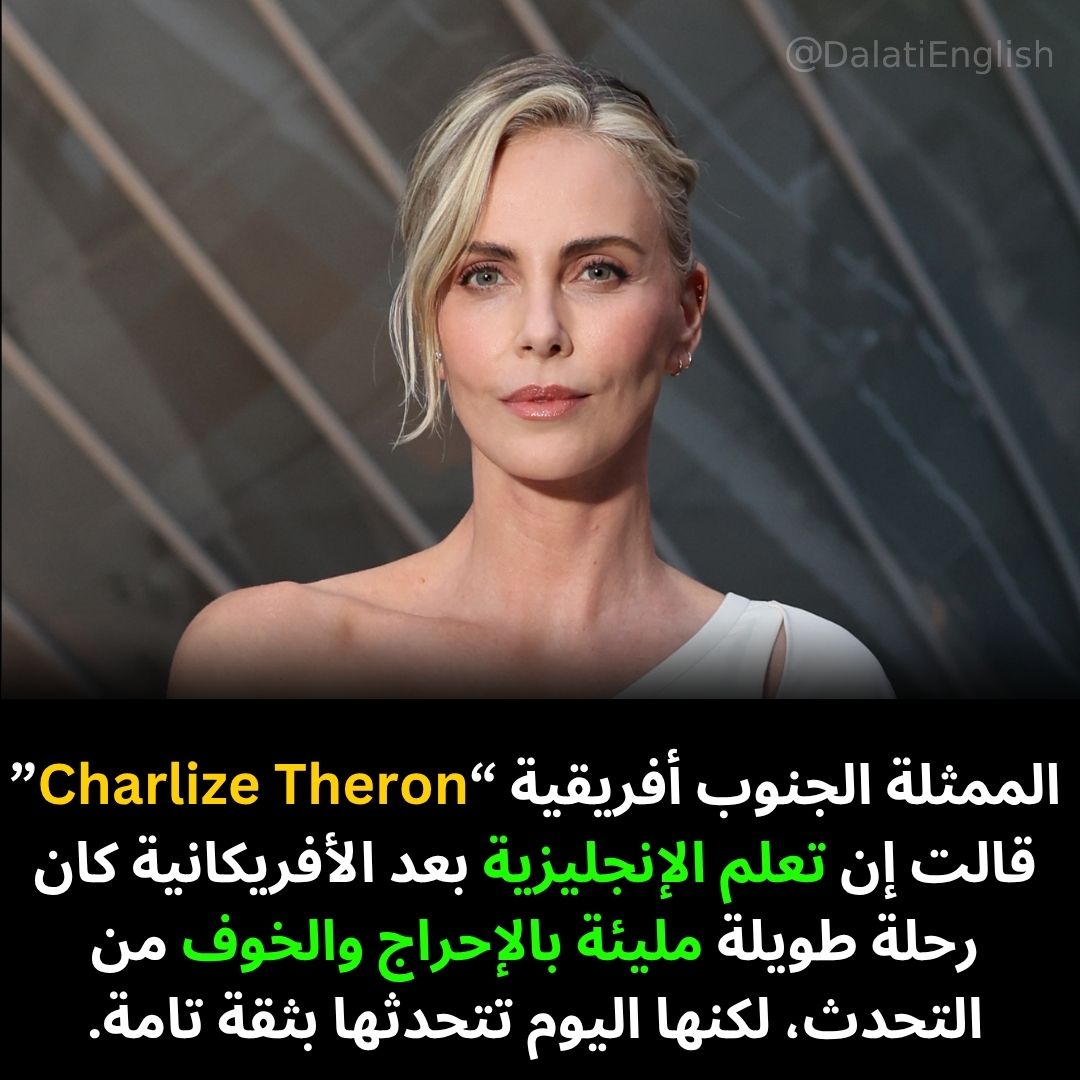 @DalatiEnglish
الممثلة الجنوب أفريقية “Charlize Theron”
قالت إن تعلم الإنجليزية بعد الأفريكانية كان
رحلة طويلة مليئة بالإحراج والخوف من
التحدث، لكنها اليوم تتحدثها بثقة تامة.